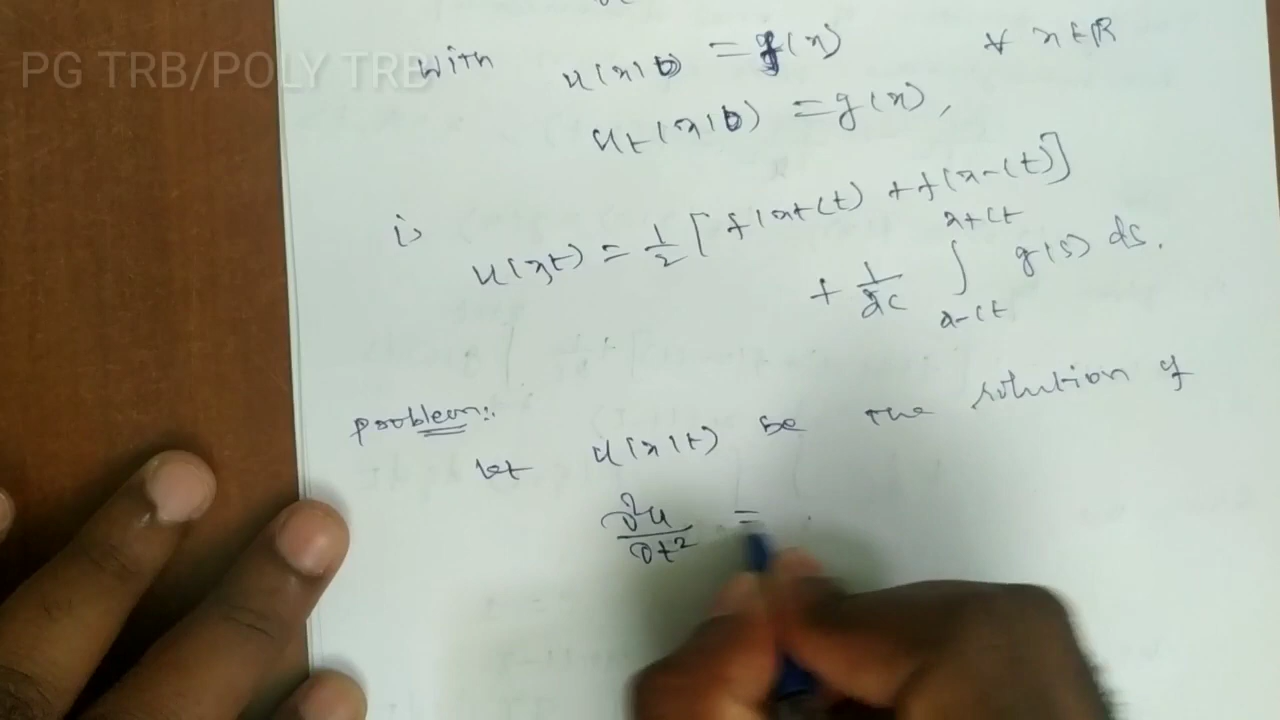 PG TRB/POLY TRB
with u(x,0) = f(x) ∀ x∈ℝ
u_t(x,0) = g(x),
is
u(x,t) = 1/2 [f(x+ct) + f(x-ct)]
+ 1/2c ∫_{x-ct}^{x+ct} g(s) ds.
Problem:
Let u(x,t) be the solution of
∂²u/∂t² =